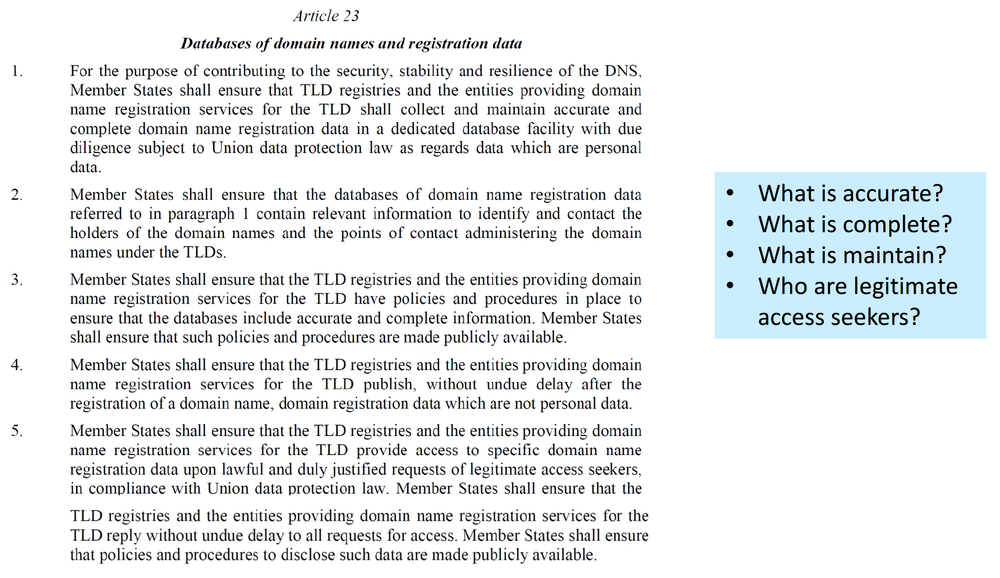 Article 23
Databases of domain names and registration data
1. For the purpose of contributing to the security, stability and resilience of the DNS,
Member States shall ensure that TLD registries and the entities providing domain
name registration services for the TLD shall collect and maintain accurate and
complete domain name registration data in a dedicated database facility with due
diligence subject to Union data protection law as regards data which are personal
data.
2. Member States shall ensure that the databases of domain name registration data
referred to in paragraph 1 contain relevant information to identify and contact the
holders of the domain names and the points of contact administering the domain
names under the TLDs.
3. Member States shall ensure that the TLD registries and the entities providing domain
name registration services for the TLD have policies and procedures in place to
ensure that the databases include accurate and complete information. Member States
shall ensure that such policies and procedures are made publicly available.
4. Member States shall ensure that the TLD registries and the entities providing domain
name registration services for the TLD publish, without undue delay after the
registration of a domain name, domain registration data which are not personal data.
5. Member States shall ensure that the TLD registries and the entities providing domain
name registration services for the TLD provide access to specific domain name
registration data upon lawful and duly justified requests of legitimate access seekers,
in compliance with Union data protection law. Member States shall ensure that the
TLD registries and the entities providing domain name registration services for the
TLD reply without undue delay to all requests for access. Member States shall ensure
that policies and procedures to disclose such data are made publicly available.
• What is accurate?
• What is complete?
• What is maintain?
• Who are legitimate
access seekers?